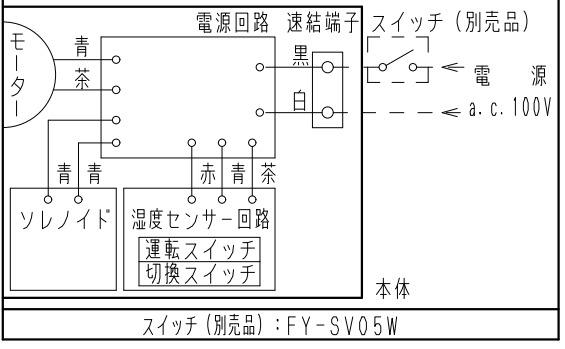 電源回路 速結端子 スイッチ（別売品）
モーター
青
茶
黒
白
電 源
a.c.100V
青 青
赤 青 茶
ソレノイド
湿度センサー回路
運転スイッチ
切換スイッチ
本体
スイッチ（別売品）：FY-SV05W